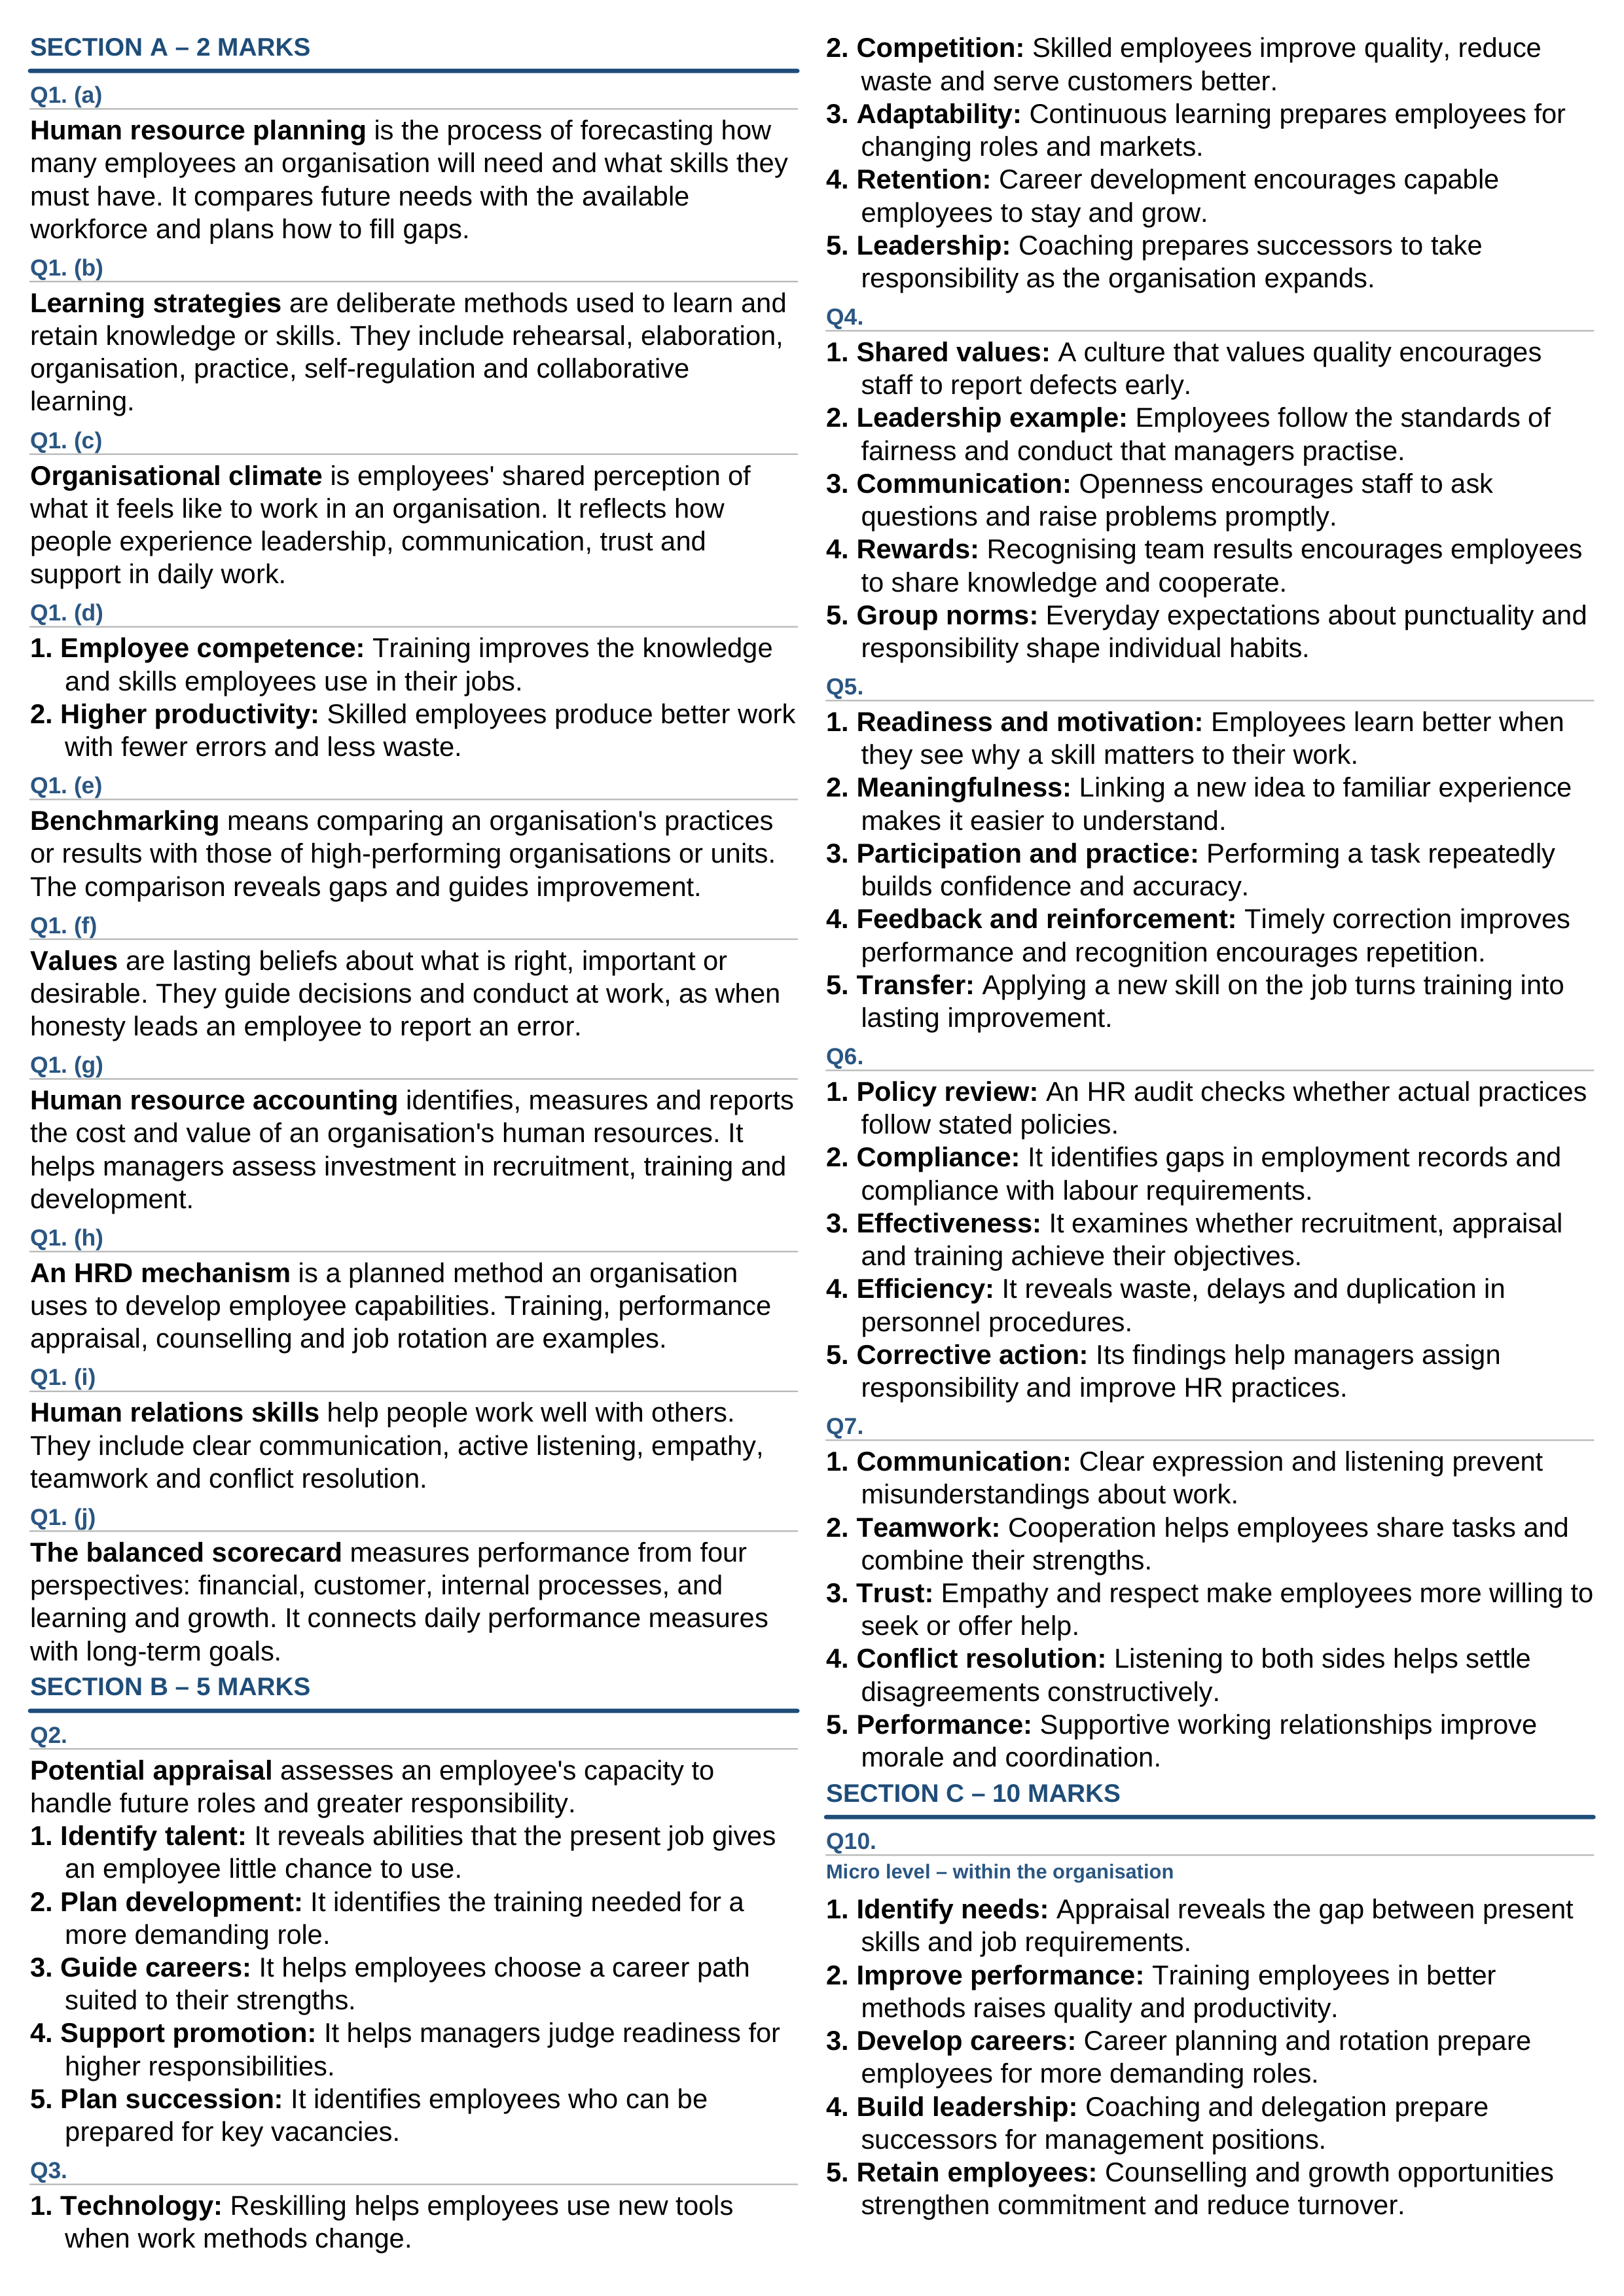 SECTION A – 2 MARKS
Q1. (a)
Human resource planning is the process of forecasting how
many employees an organisation will need and what skills they
must have. It compares future needs with the available
workforce and plans how to fill gaps.
Q1. (b)
Learning strategies are deliberate methods used to learn and
retain knowledge or skills. They include rehearsal, elaboration,
organisation, practice, self-regulation and collaborative
learning.
Q1. (c)
Organisational climate is employees' shared perception of
what it feels like to work in an organisation. It reflects how
people experience leadership, communication, trust and
support in daily work.
Q1. (d)
1. Employee competence: Training improves the knowledge
and skills employees use in their jobs.
2. Higher productivity: Skilled employees produce better work
with fewer errors and less waste.
Q1. (e)
Benchmarking means comparing an organisation's practices
or results with those of high-performing organisations or units.
The comparison reveals gaps and guides improvement.
Q1. (f)
Values are lasting beliefs about what is right, important or
desirable. They guide decisions and conduct at work, as when
honesty leads an employee to report an error.
Q1. (g)
Human resource accounting identifies, measures and reports
the cost and value of an organisation's human resources. It
helps managers assess investment in recruitment, training and
development.
Q1. (h)
An HRD mechanism is a planned method an organisation
uses to develop employee capabilities. Training, performance
appraisal, counselling and job rotation are examples.
Q1. (i)
Human relations skills help people work well with others.
They include clear communication, active listening, empathy,
teamwork and conflict resolution.
Q1. (j)
The balanced scorecard measures performance from four
perspectives: financial, customer, internal processes, and
learning and growth. It connects daily performance measures
with long-term goals.
SECTION B – 5 MARKS
Q2.
Potential appraisal assesses an employee's capacity to
handle future roles and greater responsibility.
1. Identify talent: It reveals abilities that the present job gives
an employee little chance to use.
2. Plan development: It identifies the training needed for a
more demanding role.
3. Guide careers: It helps employees choose a career path
suited to their strengths.
4. Support promotion: It helps managers judge readiness for
higher responsibilities.
5. Plan succession: It identifies employees who can be
prepared for key vacancies.
Q3.
1. Technology: Reskilling helps employees use new tools
when work methods change.
2. Competition: Skilled employees improve quality, reduce
waste and serve customers better.
3. Adaptability: Continuous learning prepares employees for
changing roles and markets.
4. Retention: Career development encourages capable
employees to stay and grow.
5. Leadership: Coaching prepares successors to take
responsibility as the organisation expands.
Q4.
1. Shared values: A culture that values quality encourages
staff to report defects early.
2. Leadership example: Employees follow the standards of
fairness and conduct that managers practise.
3. Communication: Openness encourages staff to ask
questions and raise problems promptly.
4. Rewards: Recognising team results encourages employees
to share knowledge and cooperate.
5. Group norms: Everyday expectations about punctuality and
responsibility shape individual habits.
Q5.
1. Readiness and motivation: Employees learn better when
they see why a skill matters to their work.
2. Meaningfulness: Linking a new idea to familiar experience
makes it easier to understand.
3. Participation and practice: Performing a task repeatedly
builds confidence and accuracy.
4. Feedback and reinforcement: Timely correction improves
performance and recognition encourages repetition.
5. Transfer: Applying a new skill on the job turns training into
lasting improvement.
Q6.
1. Policy review: An HR audit checks whether actual practices
follow stated policies.
2. Compliance: It identifies gaps in employment records and
compliance with labour requirements.
3. Effectiveness: It examines whether recruitment, appraisal
and training achieve their objectives.
4. Efficiency: It reveals waste, delays and duplication in
personnel procedures.
5. Corrective action: Its findings help managers assign
responsibility and improve HR practices.
Q7.
1. Communication: Clear expression and listening prevent
misunderstandings about work.
2. Teamwork: Cooperation helps employees share tasks and
combine their strengths.
3. Trust: Empathy and respect make employees more willing to
seek or offer help.
4. Conflict resolution: Listening to both sides helps settle
disagreements constructively.
5. Performance: Supportive working relationships improve
morale and coordination.
SECTION C – 10 MARKS
Q10.
Micro level – within the organisation
1. Identify needs: Appraisal reveals the gap between present
skills and job requirements.
2. Improve performance: Training employees in better
methods raises quality and productivity.
3. Develop careers: Career planning and rotation prepare
employees for more demanding roles.
4. Build leadership: Coaching and delegation prepare
successors for management positions.
5. Retain employees: Counselling and growth opportunities
strengthen commitment and reduce turnover.